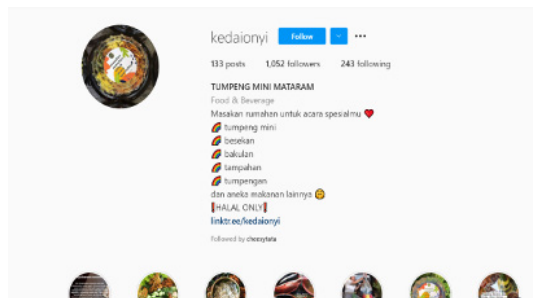 kedaionyi Follow
133 posts 1,052 followers 243 following
TUMPENG MINI MATARAM
Food & Beverage
Masakan rumahan untuk acara spesialmu ❤️
🌈 tumpeng mini
🌈 besekan
🌈 bakulan
🌈 tampahan
🌈 tumpengan
dan aneka makanan lainnya 🤗
❗HALAL ONLY❗
linktr.ee/kedaionyi
Followed by